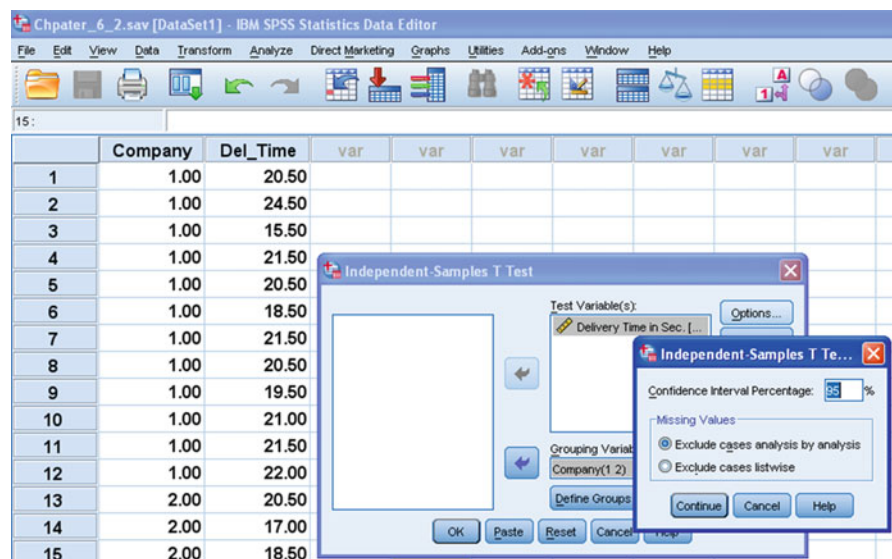 Chpater_6_2.sav [DataSet1] - IBM SPSS Statistics Data Editor
File Edit View Data Transform Analyze Direct Marketing Graphs Utilities Add-ons Window Help
15 :
Company Del_Time var var var var var var var
1 1.00 20.50
2 1.00 24.50
3 1.00 15.50
4 1.00 21.50
5 1.00 20.50
6 1.00 18.50
7 1.00 21.50
8 1.00 20.50
9 1.00 19.50
10 1.00 21.00
11 1.00 21.50
12 1.00 22.00
13 2.00 20.50
14 2.00 17.00
15 2.00 18.50
Independent-Samples T Test
Test Variable(s):
Delivery Time in Sec. [...
Options...
Grouping Variab
Company(1 2)
Define Groups
OK Paste Reset Cancel
Independent-Samples T Te...
Confidence Interval Percentage: 95 %
Missing Values
Exclude cases analysis by analysis
Exclude cases listwise
Continue Cancel Help